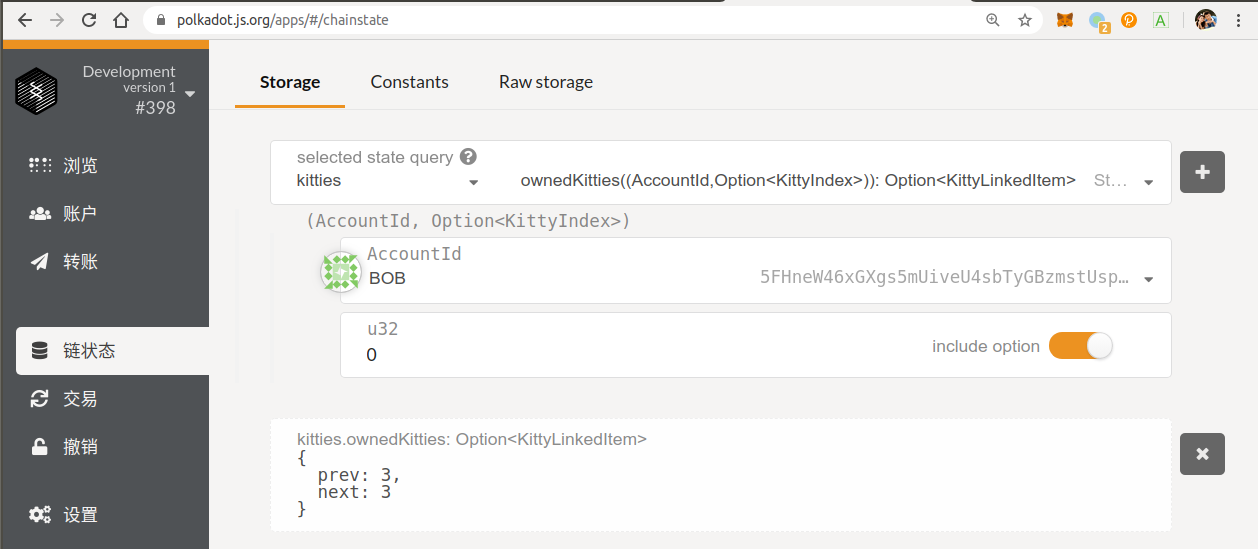 polkadot.js.org/apps/#/chainstate
2
A
Development
version 1
#398
浏览
账户
转账
链状态
交易
撤销
设置
Storage
Constants
Raw storage
selected state query ?
kitties
ownedKitties((AccountId,Option<KittyIndex>)): Option<KittyLinkedItem> St…
(AccountId, Option<KittyIndex>)
AccountId
BOB
5FHneW46xGXgs5mUiveU4sbTyGBzmstUsp…
u32
0
include option
kitties.ownedKitties: Option<KittyLinkedItem>
{
prev: 3,
next: 3
}